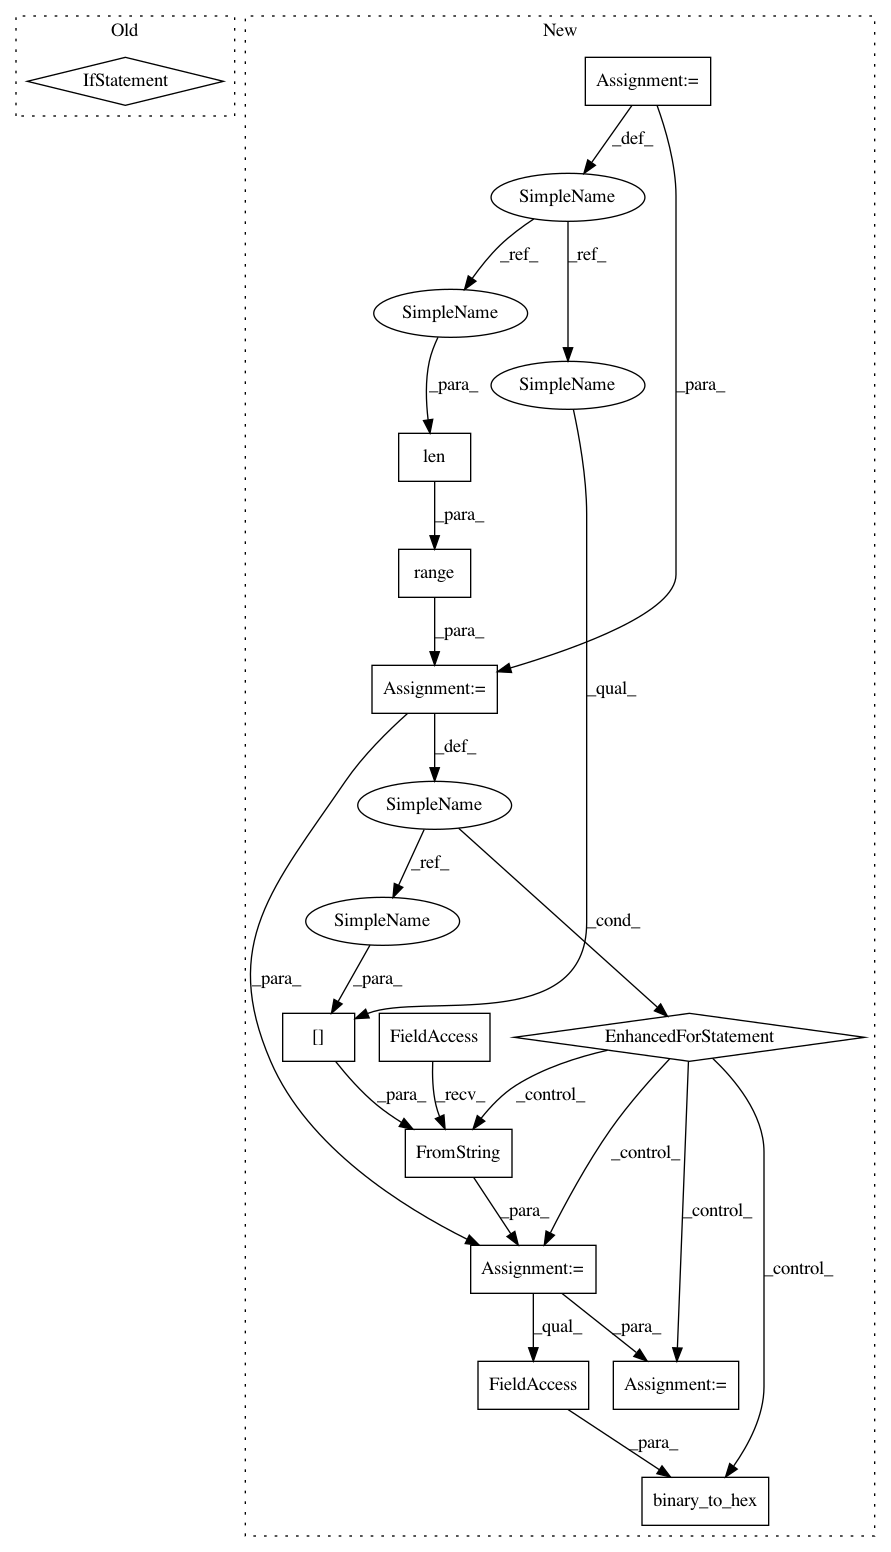 Old
New
IfStatement
Assignment:=
_def_
SimpleName
_ref_
_ref_
SimpleName
SimpleName
_para_
_para_
len
_para_
range
_para_
Assignment:=
_qual_
_def_
SimpleName
_ref_
_cond_
SimpleName
_para_
_para_
[]
FieldAccess
EnhancedForStatement
_para_
_recv_
_control_
FromString
_control_
_para_
_control_
_control_
Assignment:=
_qual_
_para_
FieldAccess
Assignment:=
_para_
binary_to_hex